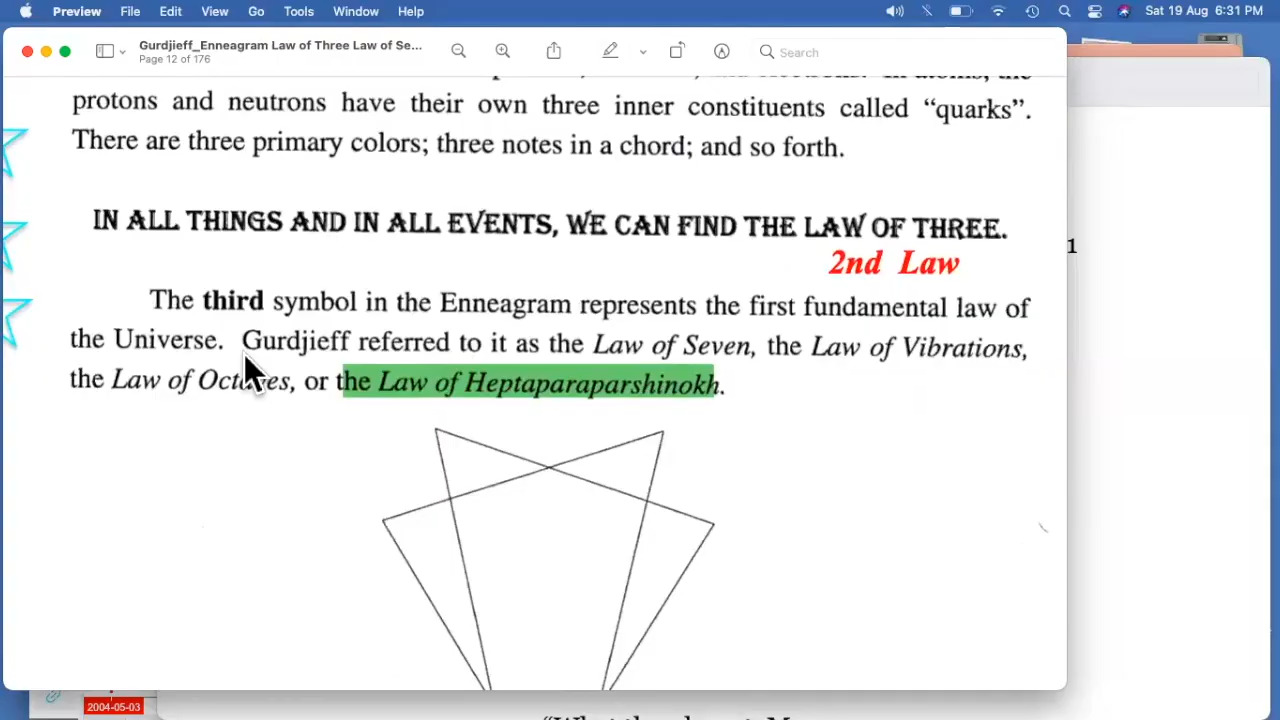 Preview File Edit View Go Tools Window Help Sat 19 Aug 6:31 PM
Gurdjieff_Enneagram Law of Three Law of Se...
Page 12 of 176
Search
protons and neutrons have their own three inner constituents called “quarks”.
There are three primary colors; three notes in a chord; and so forth.
IN ALL THINGS AND IN ALL EVENTS, WE CAN FIND THE LAW OF THREE.
1
2nd Law
The third symbol in the Enneagram represents the first fundamental law of
the Universe. Gurdjieff referred to it as the Law of Seven, the Law of Vibrations,
the Law of Octaves, or the Law of Heptaparaparshinokh.
2004-05-03